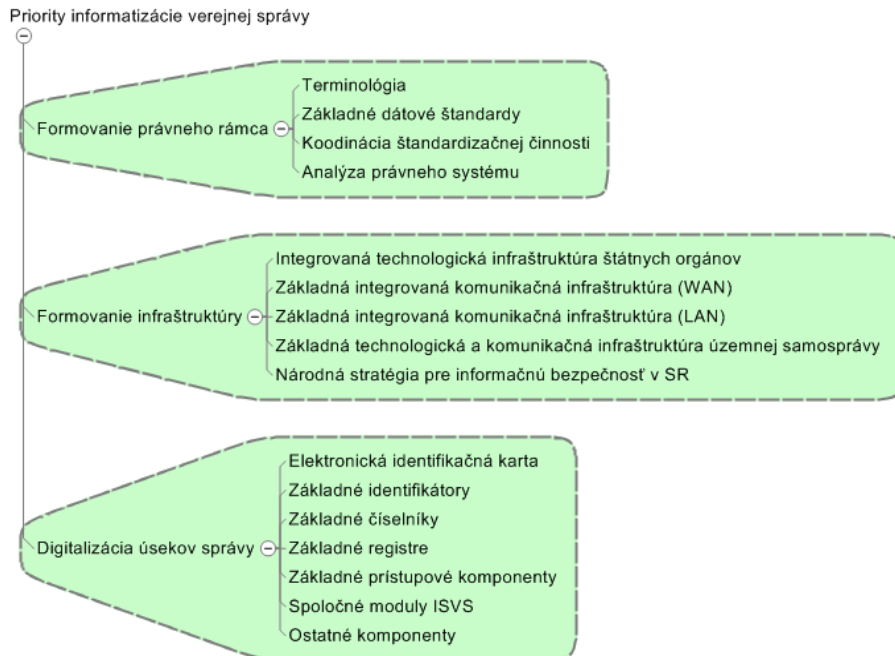 Priority informatizácie verejnej správy
Formovanie právneho rámca
Terminológia
Základné dátové štandardy
Koodinácia štandardizačnej činnosti
Analýza právneho systému
Formovanie infraštruktúry
Integrovaná technologická infraštruktúra štátnych orgánov
Základná integrovaná komunikačná infraštruktúra (WAN)
Základná integrovaná komunikačná infraštruktúra (LAN)
Základná technologická a komunikačná infraštruktúra územnej samosprávy
Národná stratégia pre informačnú bezpečnosť v SR
Digitalizácia úsekov správy
Elektronická identifikačná karta
Základné identifikátory
Základné číselníky
Základné registre
Základné prístupové komponenty
Spoločné moduly ISVS
Ostatné komponenty